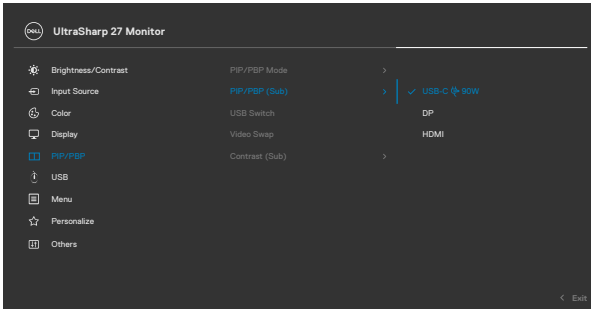 DELL UltraSharp 27 Monitor
Brightness/Contrast PIP/PBP Mode
Input Source PIP/PBP (Sub) USB-C 90W
Color USB Switch DP
Display Video Swap HDMI
PIP/PBP Contrast (Sub)
USB
Menu
Personalize
Others
Exit